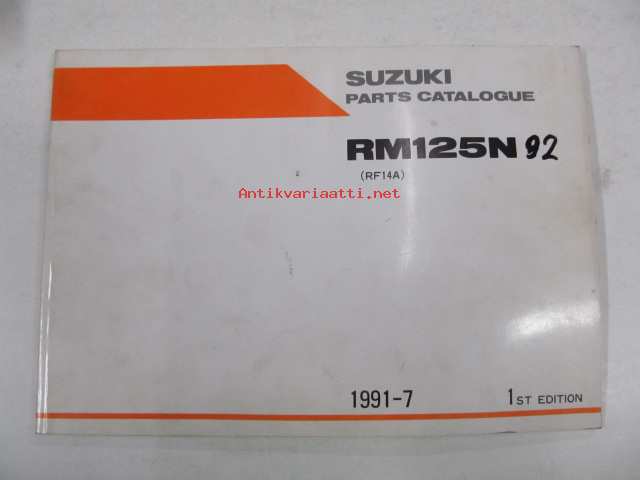 SUZUKI
PARTS CATALOGUE
RM125N 92
(RF14A)
Antikvariaatti.net
1991-7 1ST EDITION